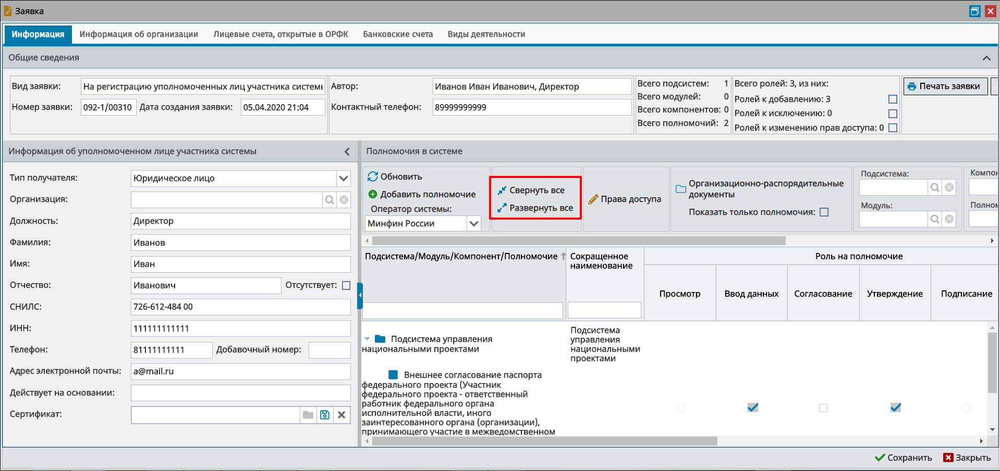 Заявка
Информация
Информация об организации
Лицевые счета, открытые в ОРФК
Банковские счета
Виды деятельности
Общие сведения
Вид заявки:
На регистрацию уполномоченных лиц участника системы
Номер заявки:
092-1/00310
Дата создания заявки:
05.04.2020 21:04
Автор:
Иванов Иван Иванович, Директор
Контактный телефон:
89999999999
Всего подсистем: 1
Всего модулей: 0
Всего компонентов: 0
Всего полномочий: 2
Всего ролей: 3, из них:
Ролей к добавлению: 3
Ролей к исключению: 0
Ролей к изменению прав доступа: 0
Печать заявки
Информация об уполномоченном лице участника системы
Тип получателя:
Юридическое лицо
Организация:
Должность:
Директор
Фамилия:
Иванов
Имя:
Иван
Отчество:
Иванович
Отсутствует:
СНИЛС:
726-612-484 00
ИНН:
111111111111
Телефон:
81111111111
Добавочный номер:
Адрес электронной почты:
a@mail.ru
Действует на основании:
Сертификат:
Полномочия в системе
Обновить
Добавить полномочие
Оператор системы:
Минфин России
Свернуть все
Развернуть все
Права доступа
Организационно-распорядительные
документы
Показать только полномочия:
Подсистема:
Модуль:
Компон
Полном
Подсистема/Модуль/Компонент/Полномочие
Сокращенное
наименование
Роль на полномочие
Просмотр
Ввод данных
Согласование
Утверждение
Подписание
Подсистема управления
национальными проектами
Подсистема
управления
национальными
проектами
Внешнее согласование паспорта
федерального проекта (Участник
федерального проекта - ответственный
работник федерального органа
исполнительной власти, иного
заинтересованного органа (организации),
принимающего участие в межведомственном
Сохранить
Закрыть